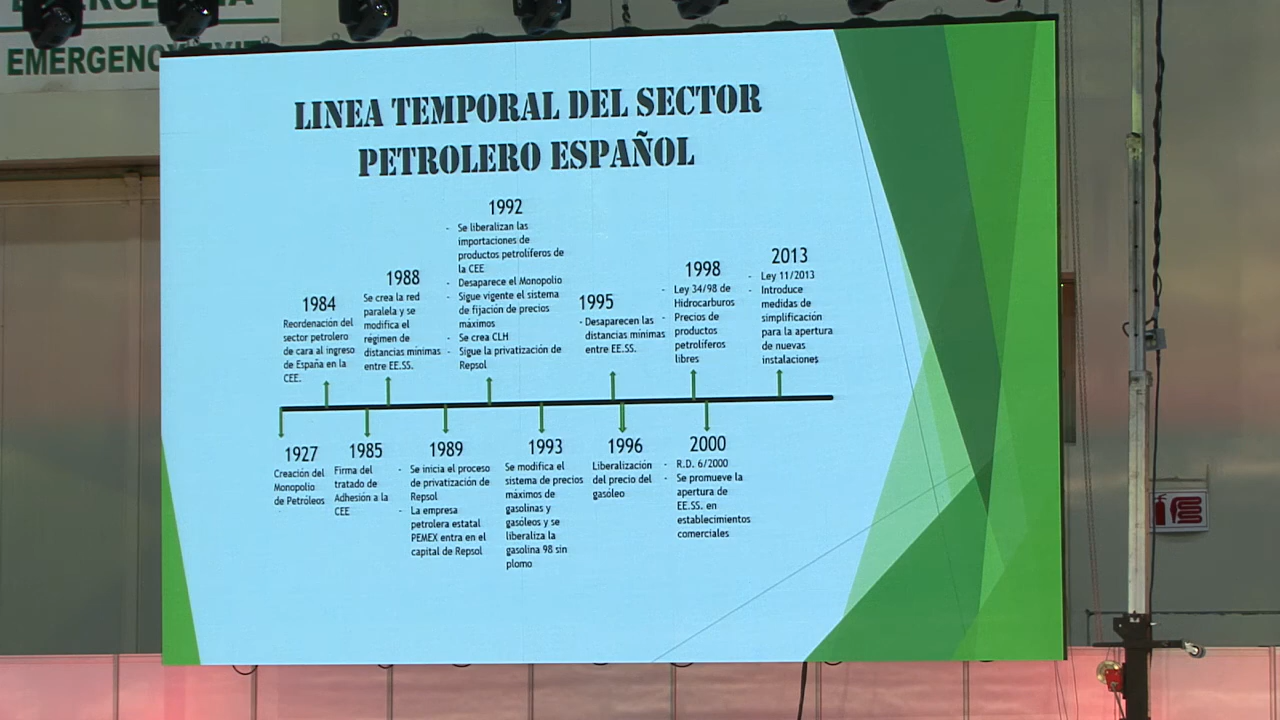 EMERGENCY EXIT
LINEA TEMPORAL DEL SECTOR
PETROLERO ESPAÑOL
1984
Reordenación del
sector petrolero
de cara al ingreso
de España en la
CEE.
1988
Se crea la red
paralela y se
modifica el
régimen de
distancias mínimas
entre EE.SS.
1992
- Se liberalizan las
importaciones de
productos petrolíferos de
la CEE
- Desaparece el Monopolio
- Sigue vigente el sistema
de fijación de precios
máximos
- Se crea CLH
- Sigue la privatización de
Repsol
1995
- Desaparecen las
distancias mínimas
entre EE.SS.
1998
- Ley 34/98 de
Hidrocarburos
- Precios de
productos
petrolíferos
libres
2013
- Ley 11/2013
- Introduce
medidas de
simplificación
para la apertura
de nuevas
instalaciones
1927
Creación del
Monopolio
de Petróleos
1985
Firma del
tratado de
Adhesión a la
CEE
1989
- Se inicia el proceso
de privatización de
Repsol
- La empresa
petrolera estatal
PEMEX entra en el
capital de Repsol
1993
Se modifica el
sistema de precios
máximos de
gasolinas y
gasóleos y se
liberaliza la
gasolina 98 sin
plomo
1996
Liberalización
del precio del
gasóleo
2000
- R.D. 6/2000
- Se promueve la
apertura de
EE.SS. en
establecimientos
comerciales